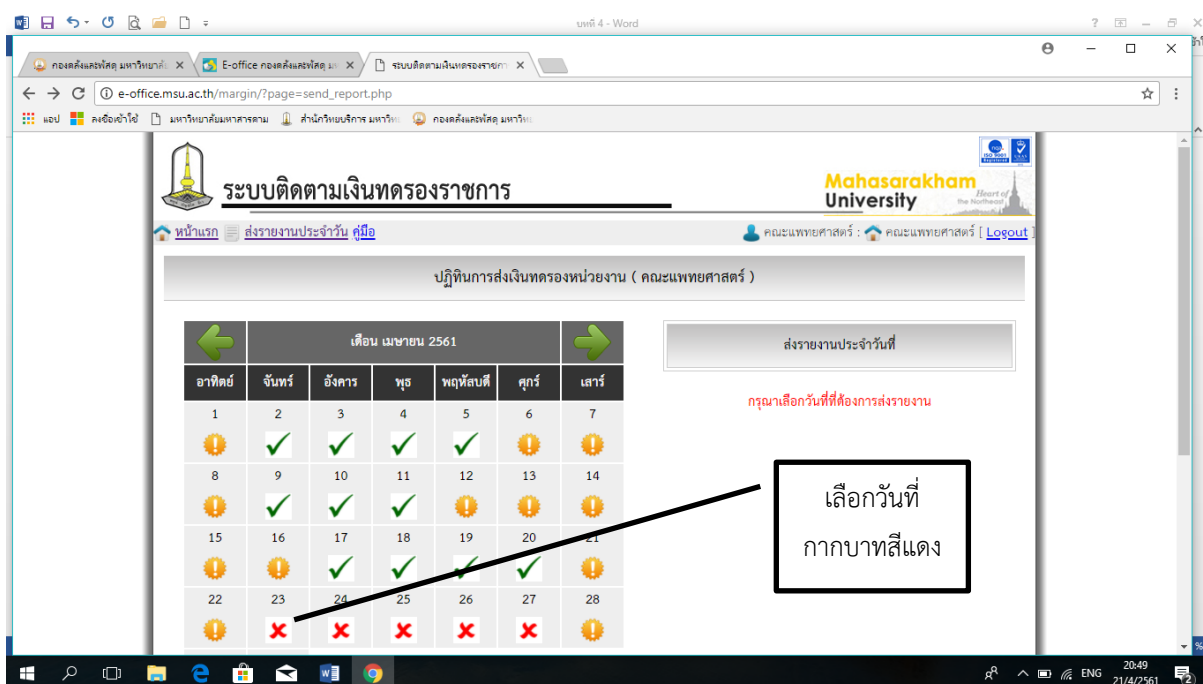 บทที่ 4 - Word
กองคลังและพัสดุ มหาวิทยาลัย
E-office กองคลังและพัสดุ
ระบบติดตามเงินทดรองราชการ
e-office.msu.ac.th/margin/?page=send_report.php
แอป ลงชื่อเข้าใช้ มหาวิทยาลัยมหาสารคาม สำนักวิทยบริการ มหาวิท กองคลังและพัสดุ มหาวิท
ISO 9001
ระบบติดตามเงินทดรองราชการ
Mahasarakham
University
Heart of
the Northeast
หน้าแรก ส่งรายงานประจำวัน คู่มือ
คณะแพทยศาสตร์ : คณะแพทยศาสตร์ [ Logout ]
ปฏิทินการส่งเงินทดรองหน่วยงาน ( คณะแพทยศาสตร์ )
เดือน เมษายน 2561
ส่งรายงานประจำวันที่
อาทิตย์ จันทร์ อังคาร พุธ พฤหัสบดี ศุกร์ เสาร์
กรุณาเลือกวันที่ที่ต้องการส่งรายงาน
1 2 3 4 5 6 7
8 9 10 11 12 13 14
15 16 17 18 19 20 21
22 23 24 25 26 27 28
เลือกวันที่
กากบาทสีแดง
ENG
20:49
21/4/2561